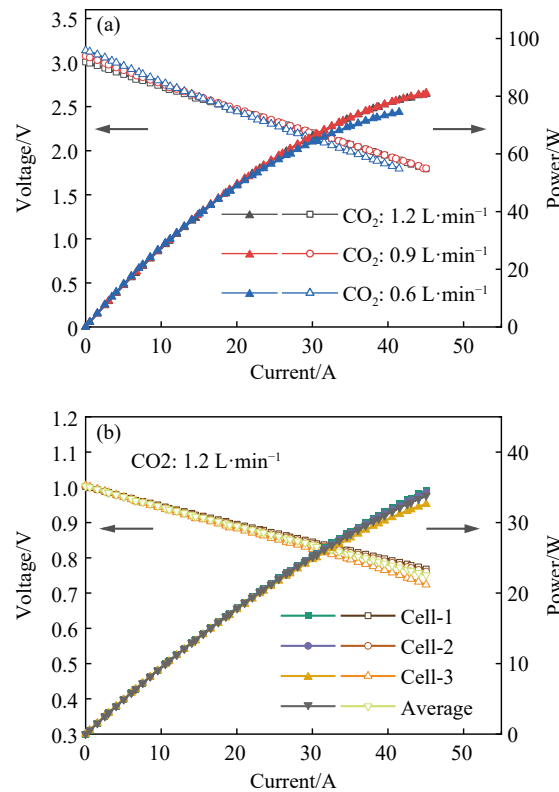 (a)
3.5
3.0
2.5
2.0
1.5
1.0
0.5
0
Voltage/V
100
80
60
40
20
0
Power/W
CO₂: 1.2 L·min⁻¹
CO₂: 0.9 L·min⁻¹
CO₂: 0.6 L·min⁻¹
0 10 20 30 40 50
Current/A
(b)
CO2: 1.2 L·min⁻¹
1.2
1.1
1.0
0.9
0.8
0.7
0.6
0.5
0.4
0.3
Voltage/V
40
30
20
10
0
Power/W
Cell-1
Cell-2
Cell-3
Average
0 10 20 30 40 50
Current/A